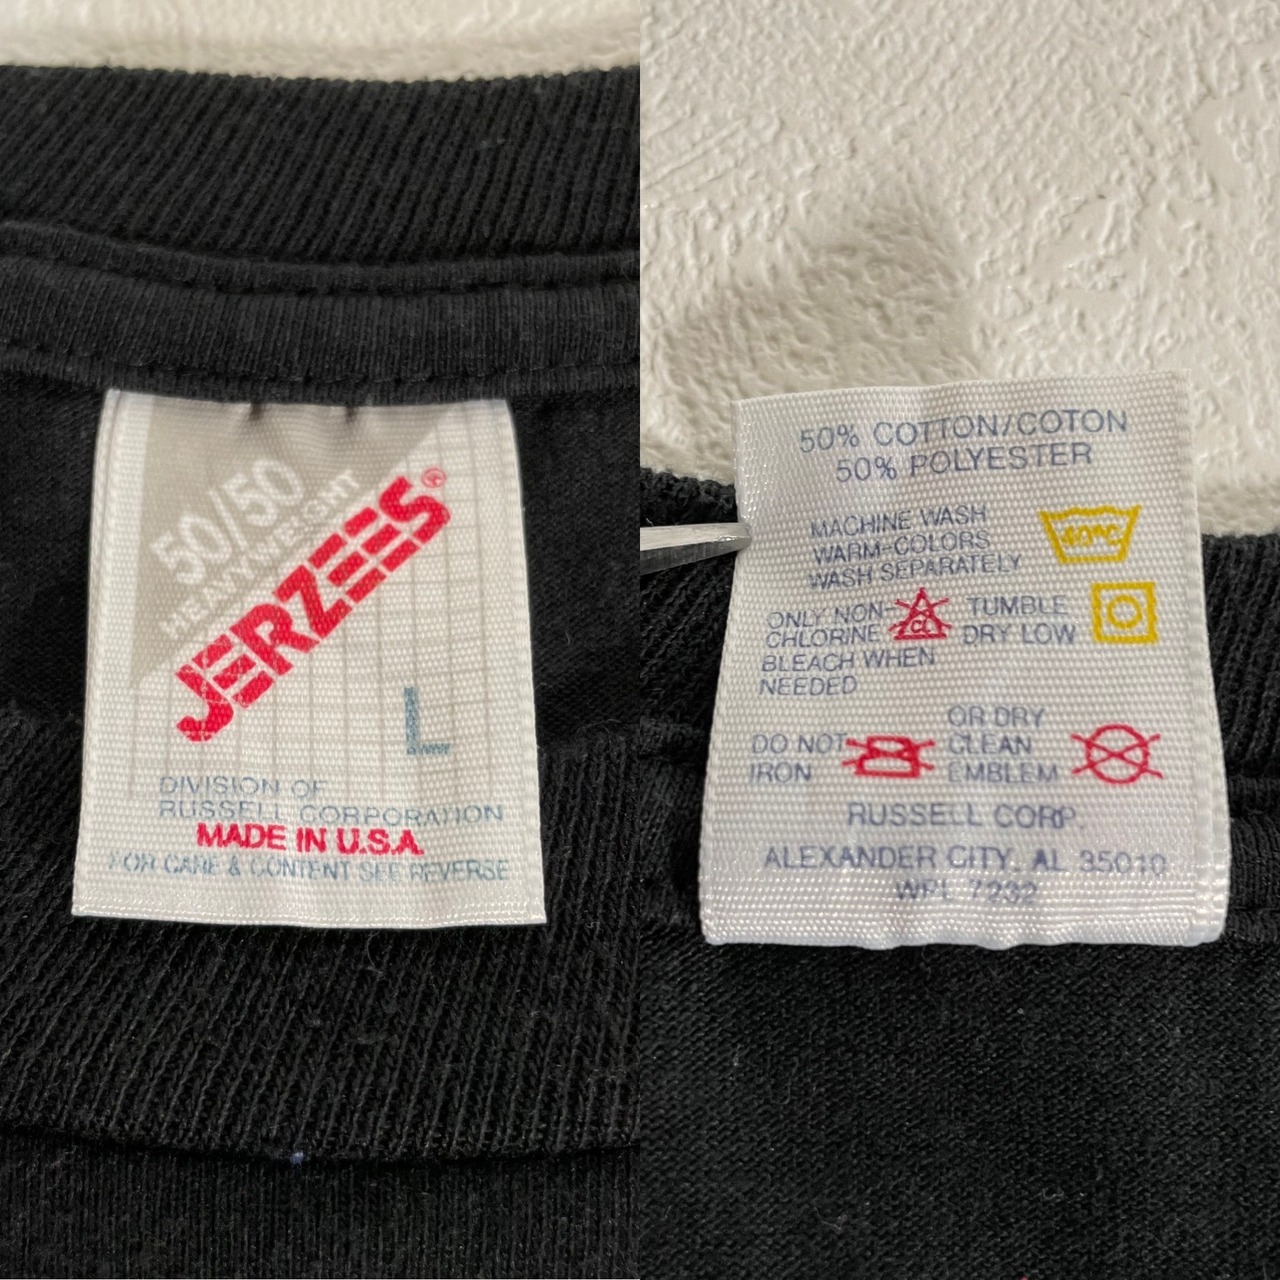 50/50
HEAVYWEIGHT
JERZEES®
L
DIVISION OF
RUSSELL CORPORATION
MADE IN U.S.A.
FOR CARE & CONTENT SEE REVERSE
50% COTTON/COTON
50% POLYESTER
MACHINE WASH
WARM-COLORS
WASH SEPARATELY
40°C
ONLY NON-
CHLORINE
BLEACH WHEN
NEEDED
CL
TUMBLE
DRY LOW
DO NOT
IRON
OR DRY
CLEAN
EMBLEM
RUSSELL CORP.
ALEXANDER CITY, AL 35010
WPL 7232